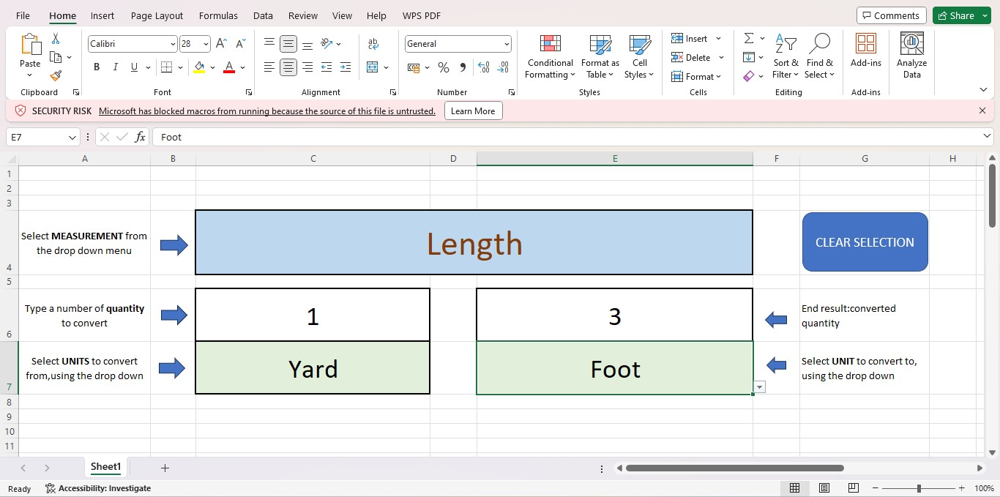 File Home Insert Page Layout Formulas Data Review View Help WPS PDF Comments Share
Calibri 28 A A ab General Insert Σ A Z
Paste Conditional Format as Cell Delete Sort & Find & Add-ins Analyze
B I U A % , .00 .00 Formatting Table Styles Format Filter Select Data
Clipboard Font Alignment Number Styles Cells Editing Add-ins
SECURITY RISK Microsoft has blocked macros from running because the source of this file is untrusted. Learn More
E7 fx Foot
A B C D E F G H
1
2
3
Select MEASUREMENT from
the drop down menu
Length
CLEAR SELECTION
4
5
Type a number of quantity
to convert
1
3
End result:converted
quantity
6
Select UNITS to convert
from,using the drop down
Yard
Foot
Select UNIT to convert to,
using the drop down
7
8
9
10
11
Sheet1
Ready Accessibility: Investigate 100%